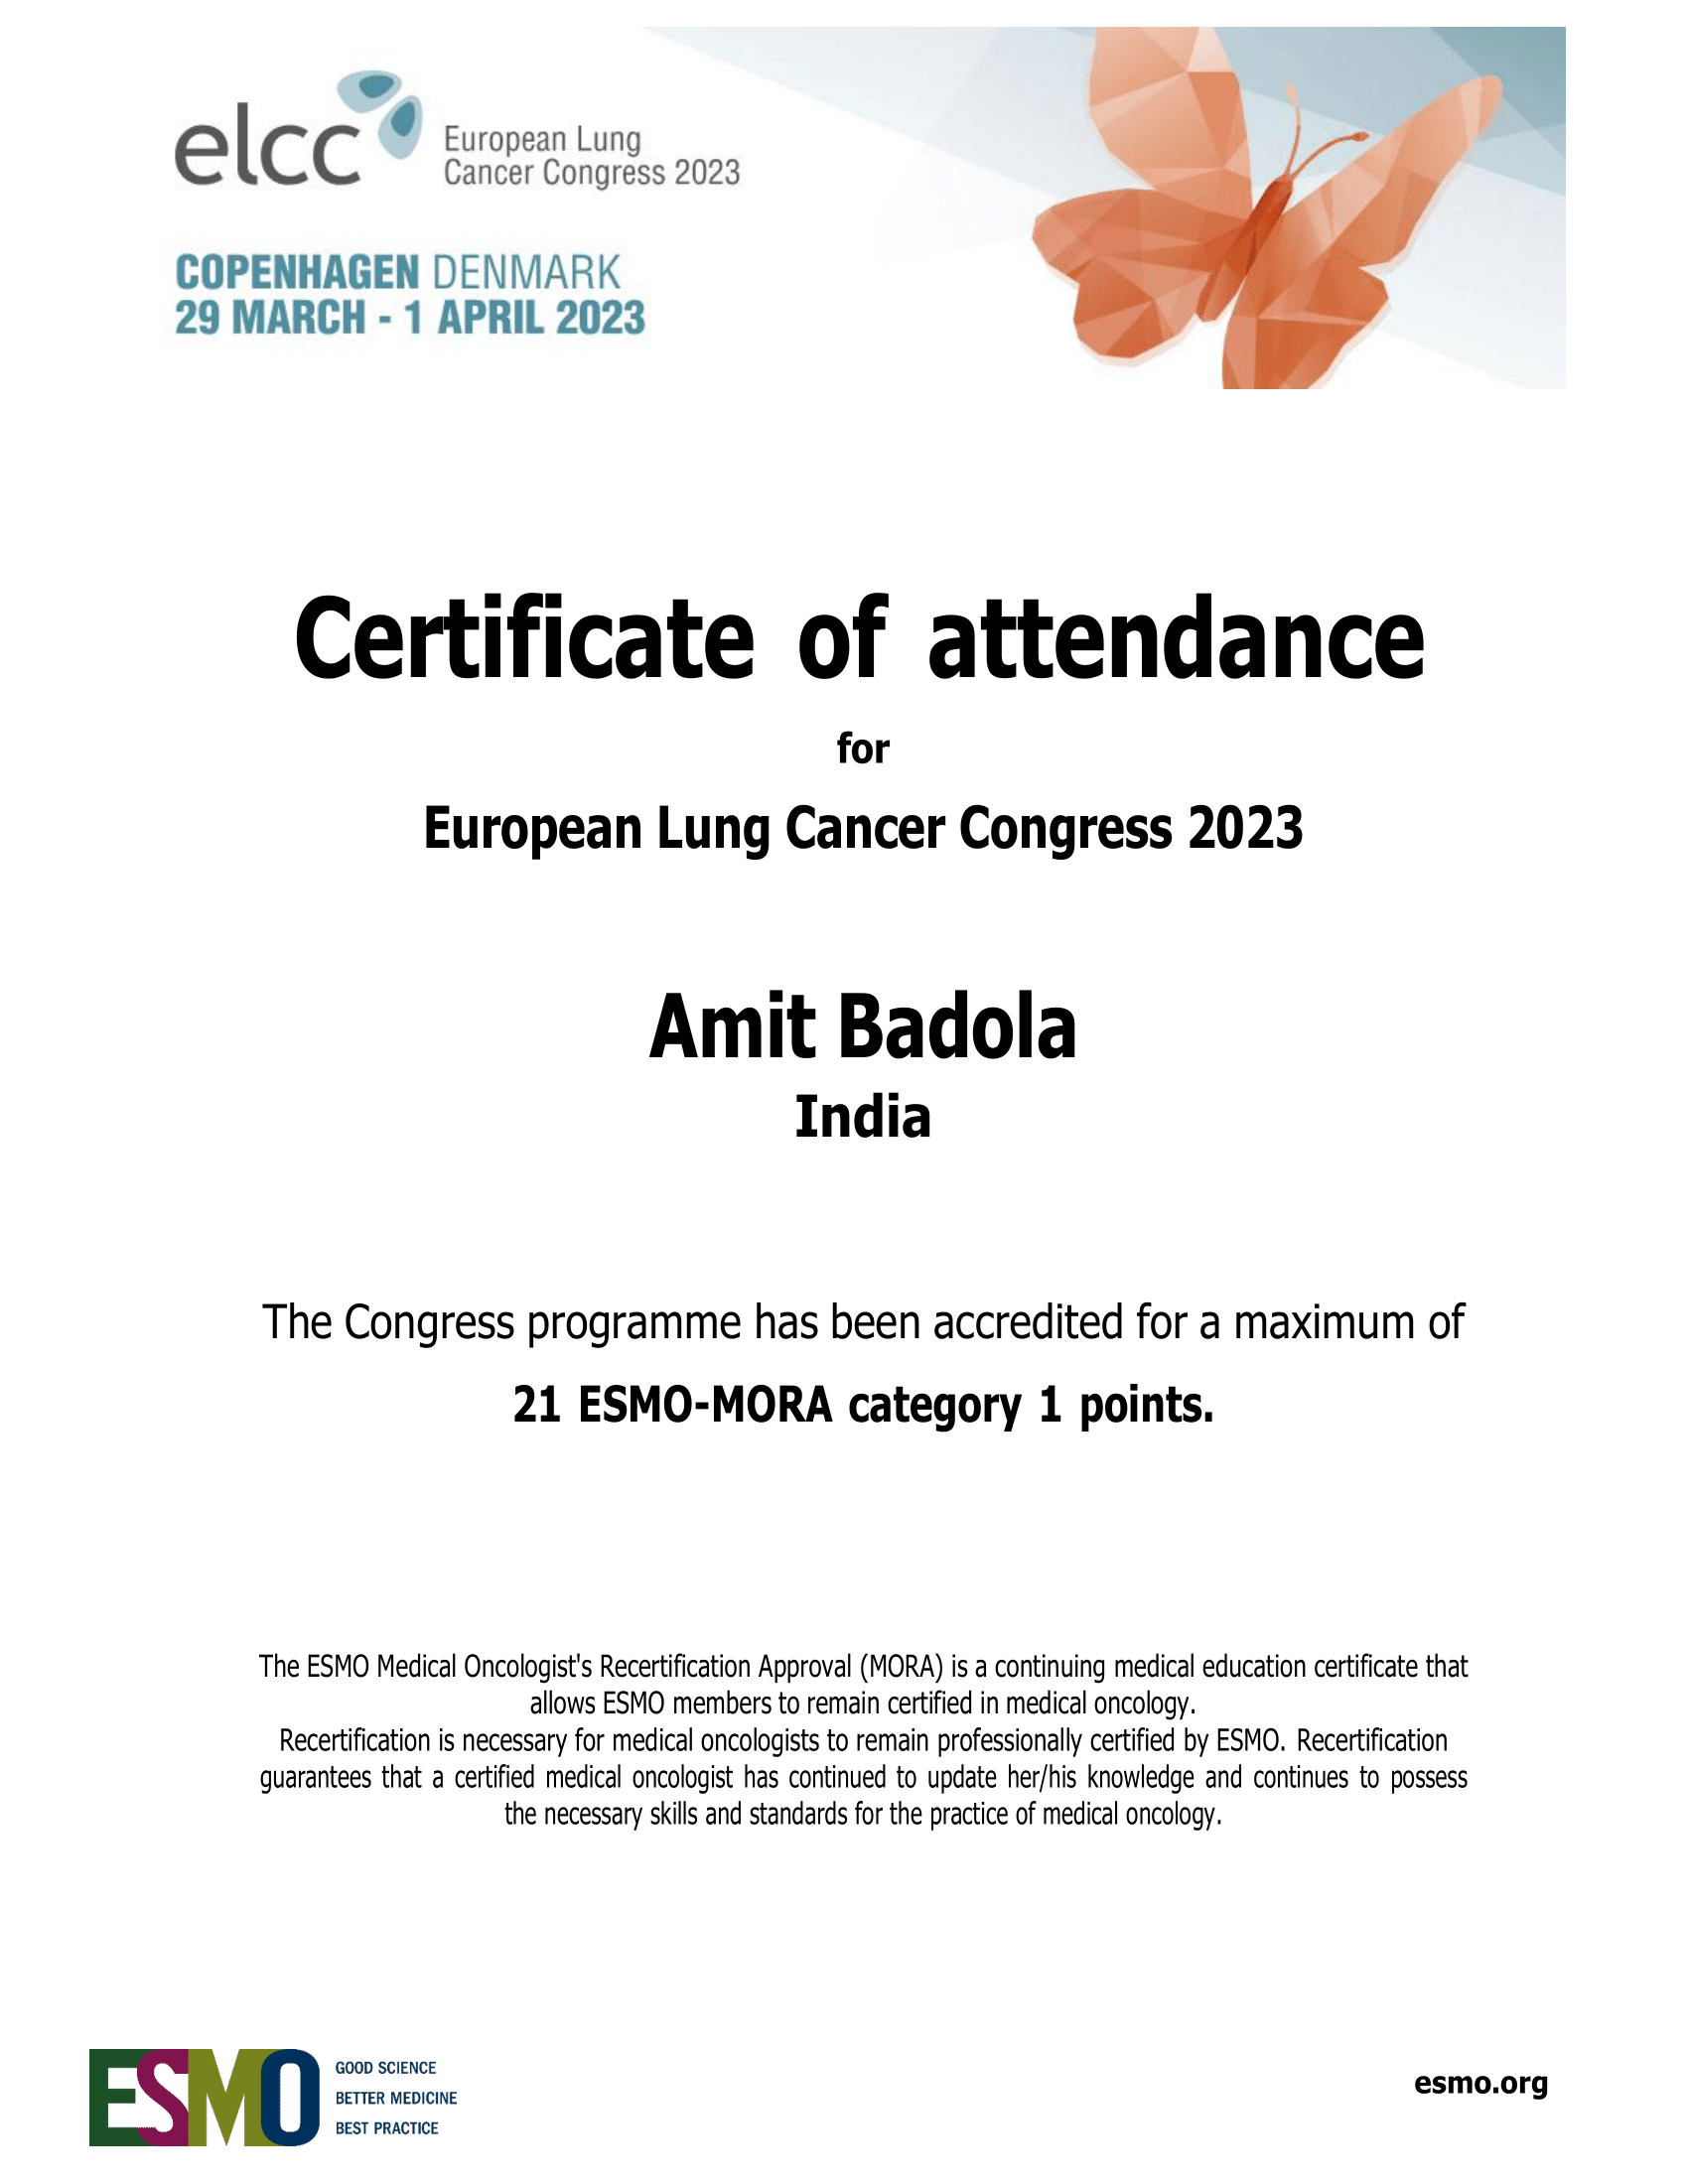 elcc
European Lung
Cancer Congress 2023
COPENHAGEN DENMARK
29 MARCH - 1 APRIL 2023
Certificate of attendance
for
European Lung Cancer Congress 2023
Amit Badola
India
The Congress programme has been accredited for a maximum of
21 ESMO-MORA category 1 points.
The ESMO Medical Oncologist's Recertification Approval (MORA) is a continuing medical education certificate that
allows ESMO members to remain certified in medical oncology.
Recertification is necessary for medical oncologists to remain professionally certified by ESMO. Recertification
guarantees that a certified medical oncologist has continued to update her/his knowledge and continues to possess
the necessary skills and standards for the practice of medical oncology.
ESMO
GOOD SCIENCE
BETTER MEDICINE
BEST PRACTICE
esmo.org